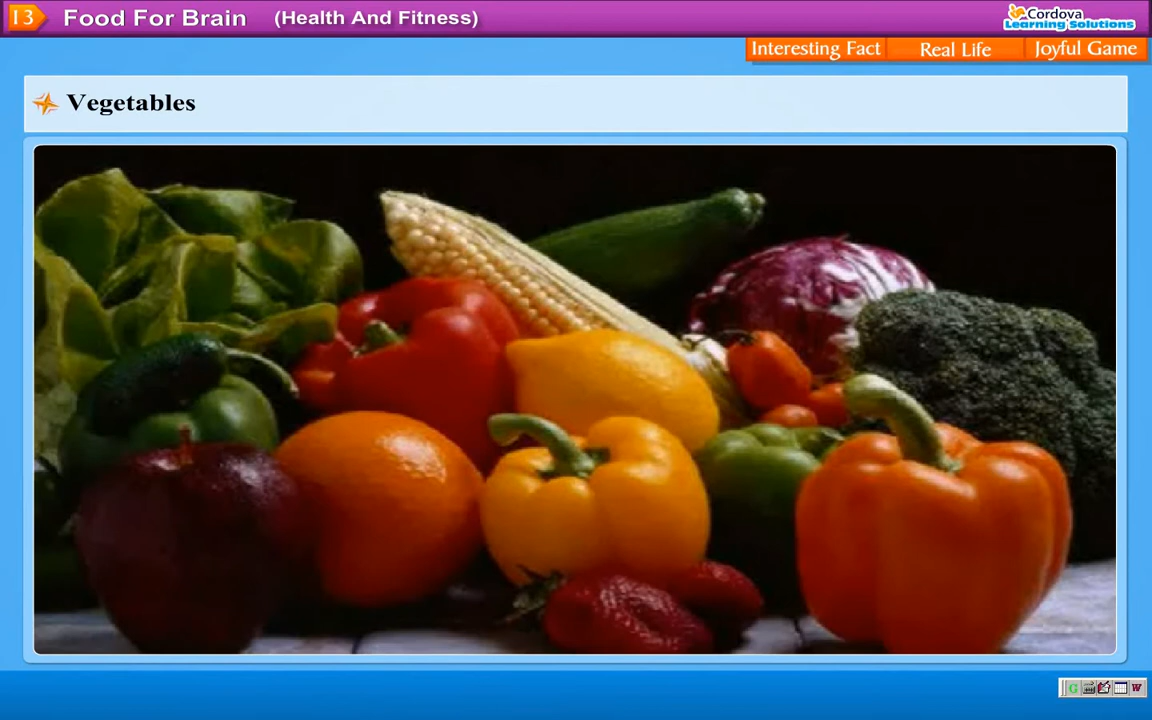 13 Food For Brain (Health And Fitness)
Cordova
Learning Solutions
Interesting Fact Real Life Joyful Game
Vegetables
G W